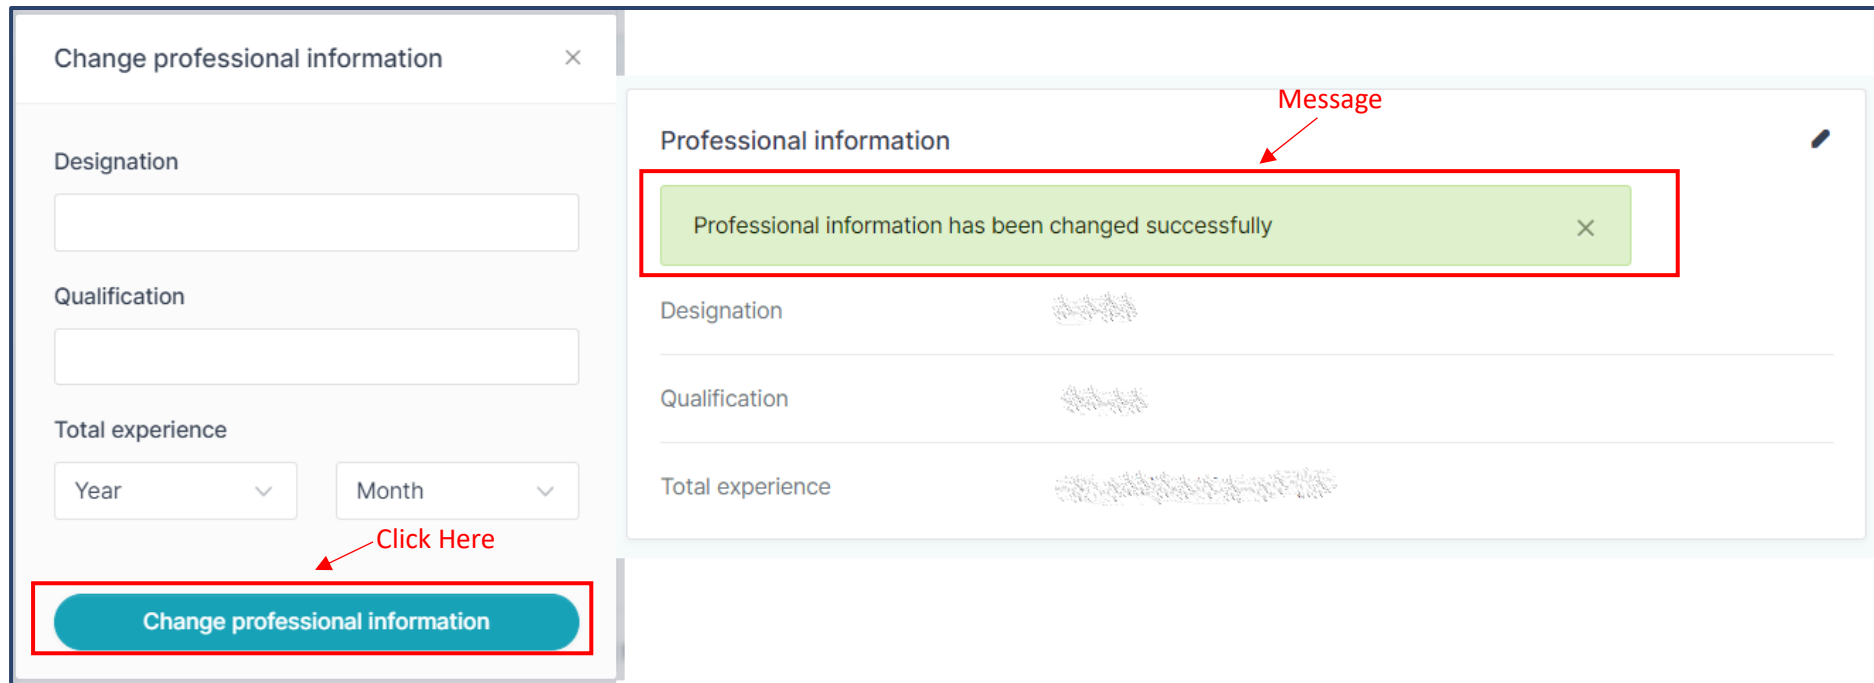 Change professional information
Designation
Qualification
Total experience
Year
Month
Click Here
Change professional information
Message
Professional information
Professional information has been changed successfully
Designation
Qualification
Total experience